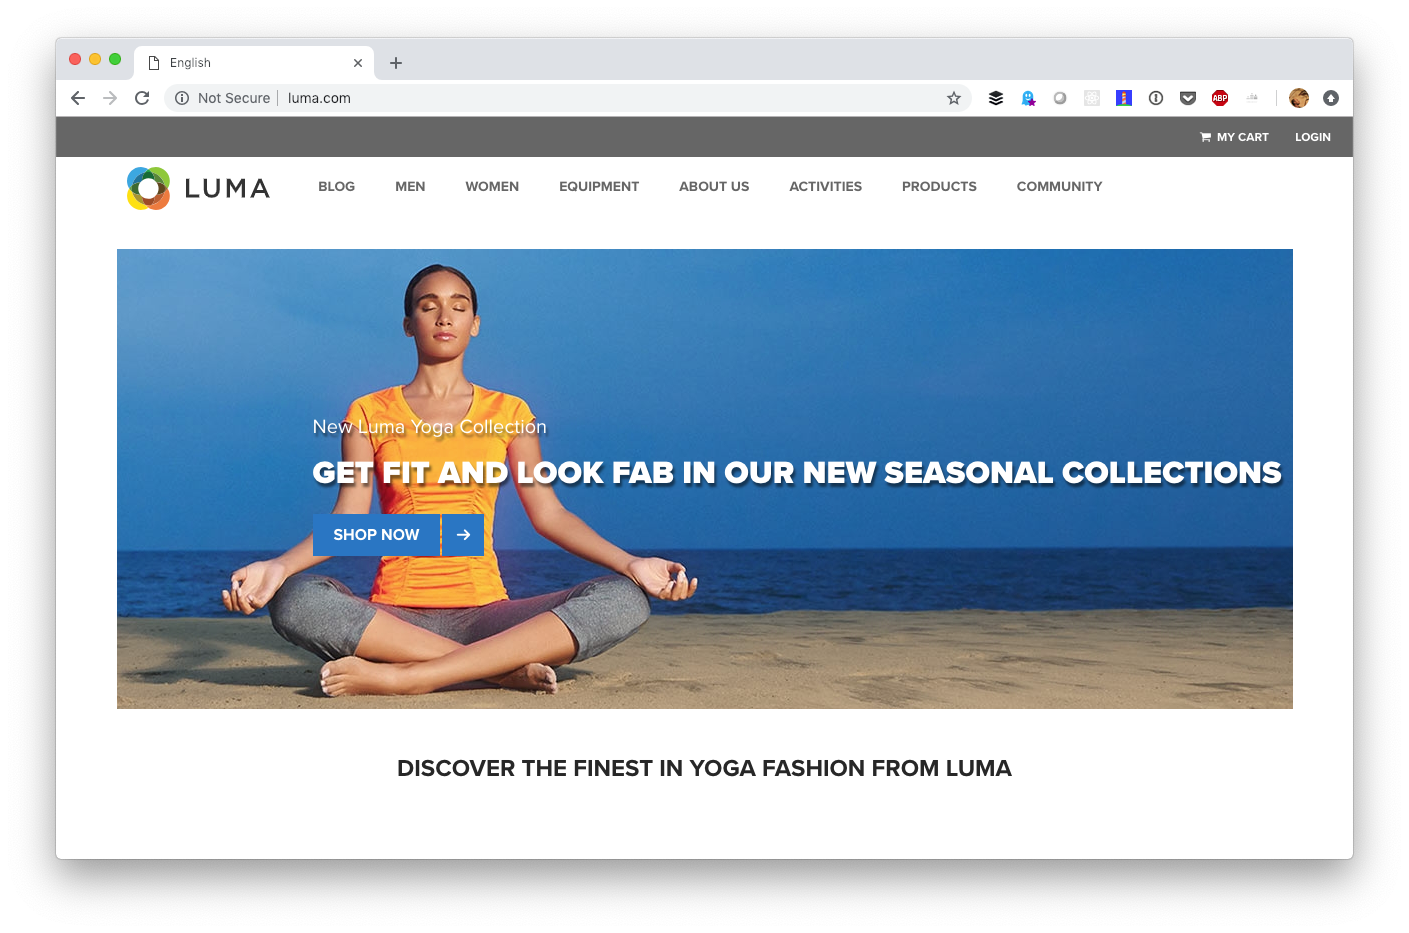 English
Not Secure
luma.com
ABP
MY CART
LOGIN
LUMA
BLOG
MEN
WOMEN
EQUIPMENT
ABOUT US
ACTIVITIES
PRODUCTS
COMMUNITY
New Luma Yoga Collection
GET FIT AND LOOK FAB IN OUR NEW SEASONAL COLLECTIONS
SHOP NOW
DISCOVER THE FINEST IN YOGA FASHION FROM LUMA